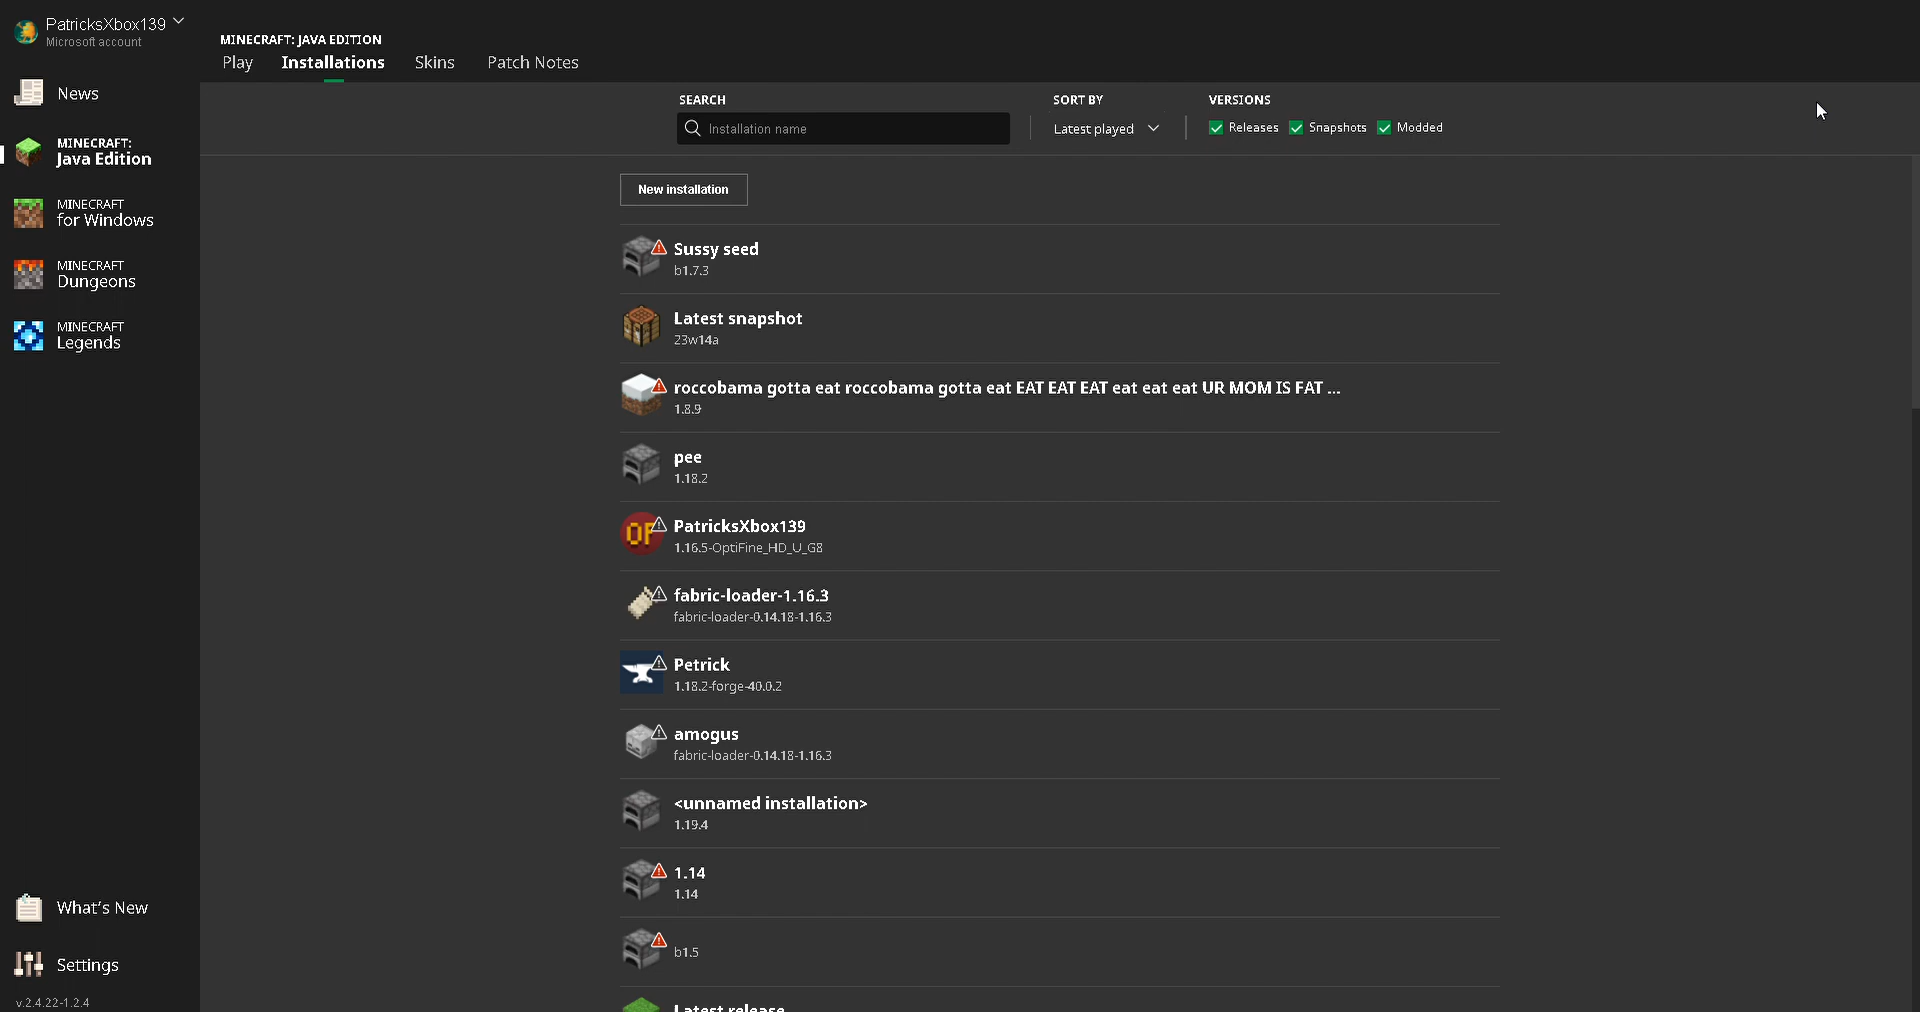 PatricksXbox139
Microsoft account
News
MINECRAFT:
Java Edition
MINECRAFT
for Windows
MINECRAFT
Dungeons
MINECRAFT
Legends
What's New
Settings
v.2.4.22-1.2.4
MINECRAFT: JAVA EDITION
Play Installations Skins Patch Notes
SEARCH SORT BY VERSIONS
Installation name Latest played Releases Snapshots Modded
New installation
Sussy seed
b1.7.3
Latest snapshot
23w14a
roccobama gotta eat roccobama gotta eat EAT EAT EAT eat eat eat UR MOM IS FAT ...
1.8.9
pee
1.18.2
OF
PatricksXbox139
1.16.5-OptiFine_HD_U_G8
fabric-loader-1.16.3
fabric-loader-0.14.18-1.16.3
Petrick
1.18.2-forge-40.0.2
amogus
fabric-loader-0.14.18-1.16.3
<unnamed installation>
1.19.4
1.14
1.14
b1.5
Latest release